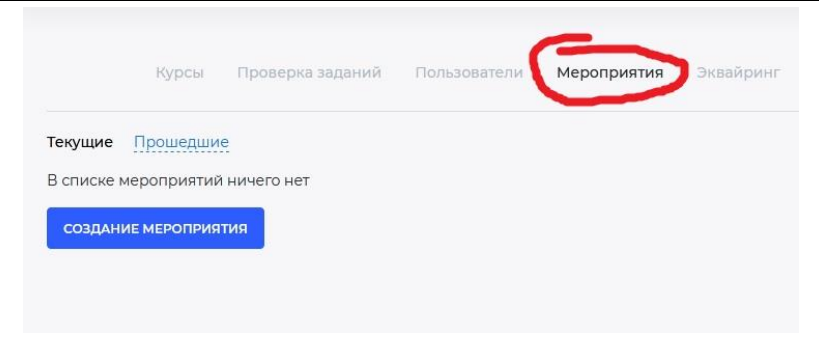 Курсы Проверка заданий Пользователи Мероприятия Эквайринг
Текущие Прошедшие
В списке мероприятий ничего нет
СОЗДАНИЕ МЕРОПРИЯТИЯ